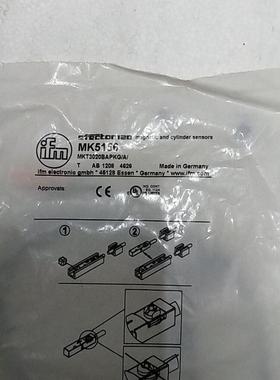 efector 120 magnetic and cylinder sensors
ifm
MK5156
MKT3020BAPKG/A/
T AB 1208 4626 Made in Germany
ifm electronic gmbh * 45128 Essen * Germany * www.ifm.com
CE
1
2